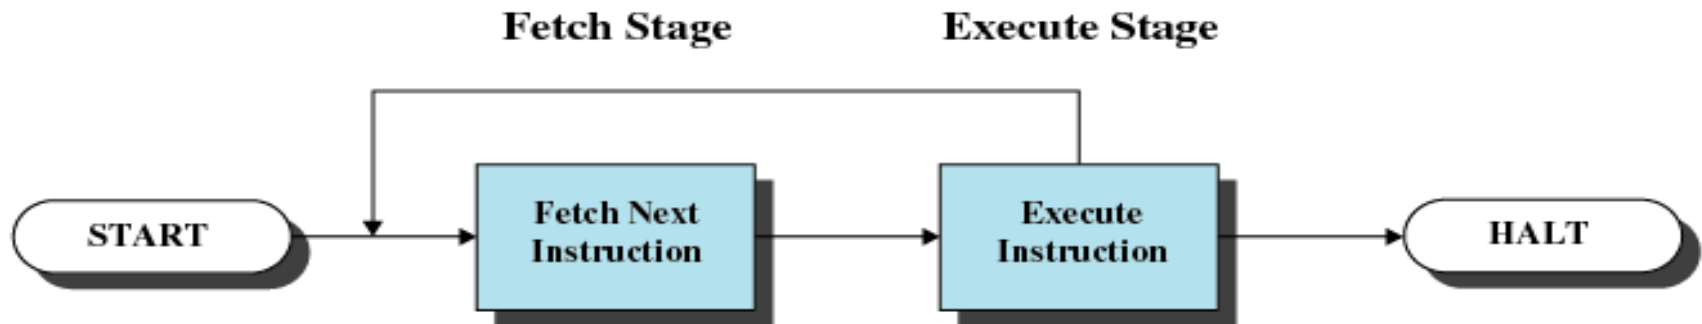 Fetch Stage
Execute Stage
START
Fetch Next
Instruction
Execute
Instruction
HALT